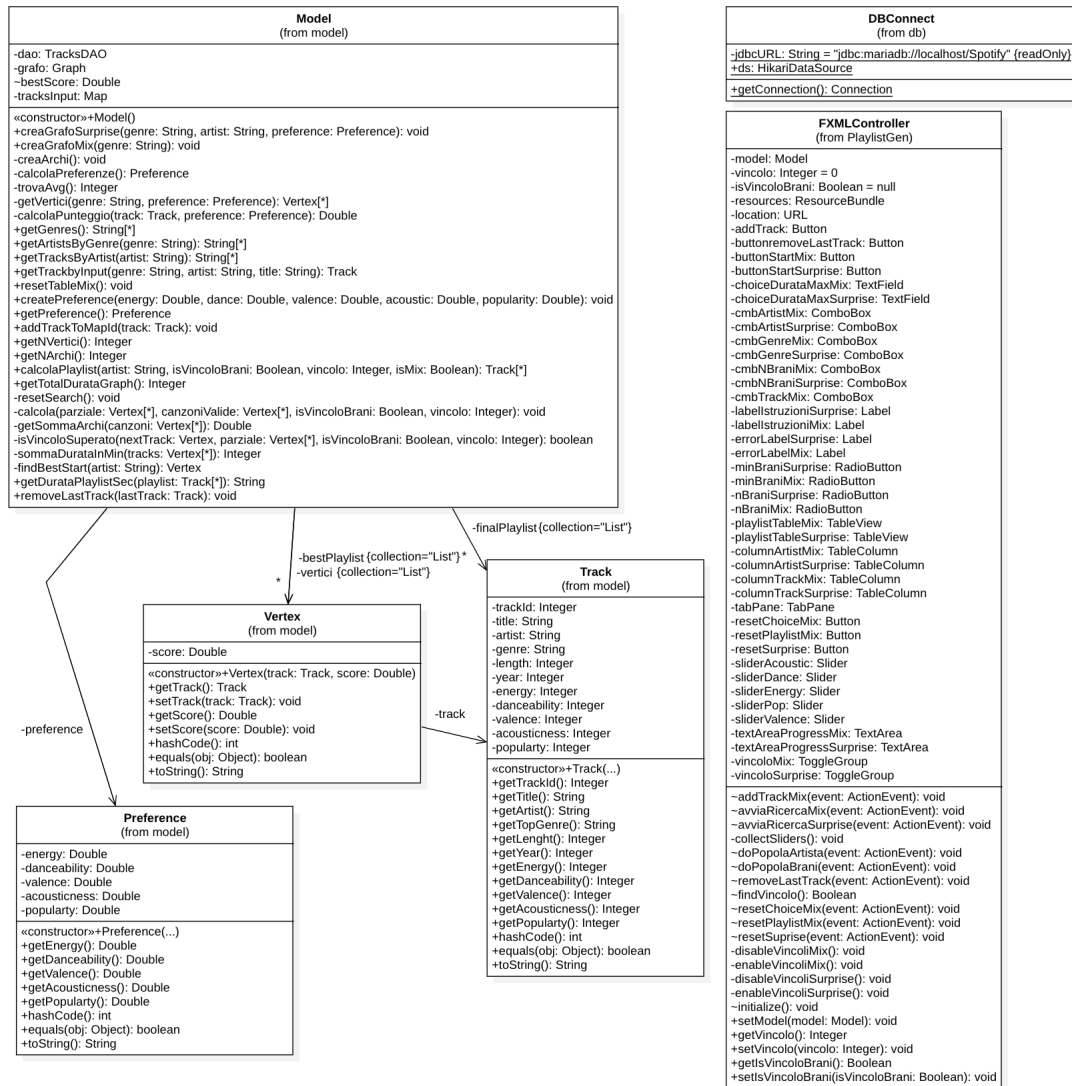 Model
(from model)
-dao: TracksDAO
-grafo: Graph
~bestScore: Double
-tracksInput: Map
«constructor»+Model()
+creaGrafoSurprise(genre: String, artist: String, preference: Preference): void
+creaGrafoMix(genre: String): void
-creaArchi(): void
-calcolaPreferenze(): Preference
-trovaAvg(): Integer
-getVertici(genre: String, preference: Preference): Vertex[*]
-calcolaPunteggio(track: Track, preference: Preference): Double
+getGenres(): String[*]
+getArtistsByGenre(genre: String): String[*]
+getTracksByArtist(artist: String): String[*]
+getTrackbyInput(genre: String, artist: String, title: String): Track
+resetTableMix(): void
+createPreference(energy: Double, dance: Double, valence: Double, acoustic: Double, popularity: Double): void
+getPreference(): Preference
+addTrackToMapId(track: Track): void
+getNVertici(): Integer
+getNArchi(): Integer
+calcolaPlaylist(artist: String, isVincoloBrani: Boolean, vincolo: Integer, isMix: Boolean): Track[*]
+getTotalDurataGraph(): Integer
-resetSearch(): void
-calcola(parziale: Vertex[*], canzoniValide: Vertex[*], isVincoloBrani: Boolean, vincolo: Integer): void
-getSommaArchi(canzoni: Vertex[*]): Double
-isVincoloSuperato(nextTrack: Vertex, parziale: Vertex[*], isVincoloBrani: Boolean, vincolo: Integer): boolean
-sommaDurataInMin(tracks: Vertex[*]): Integer
-findBestStart(artist: String): Vertex
+getDurataPlaylistSec(playlist: Track[*]): String
+removeLastTrack(lastTrack: Track): void
DBConnect
(from db)
-jdbcURL: String = "jdbc:mariadb://localhost/Spotify" {readOnly}
+ds: HikariDataSource
+getConnection(): Connection
FXMLController
(from PlaylistGen)
-model: Model
-vincolo: Integer = 0
-isVincoloBrani: Boolean = null
-resources: ResourceBundle
-location: URL
-addTrack: Button
-buttonremoveLastTrack: Button
-buttonStartMix: Button
-buttonStartSurprise: Button
-choiceDurataMaxMix: TextField
-choiceDurataMaxSurprise: TextField
-cmbArtistMix: ComboBox
-cmbArtistSurprise: ComboBox
-cmbGenreMix: ComboBox
-cmbGenreSurprise: ComboBox
-cmbNBraniMix: ComboBox
-cmbNBraniSurprise: ComboBox
-cmbTrackMix: ComboBox
-labelIstruzioniSurprise: Label
-labelIstruzioniMix: Label
-errorLabelSurprise: Label
-errorLabelMix: Label
-minBraniSurprise: RadioButton
-minBraniMix: RadioButton
-nBraniSurprise: RadioButton
-nBraniMix: RadioButton
-playlistTableMix: TableView
-playlistTableSurprise: TableView
-columnArtistMix: TableColumn
-columnArtistSurprise: TableColumn
-columnTrackMix: TableColumn
-columnTrackSurprise: TableColumn
-tabPane: TabPane
-resetChoiceMix: Button
-resetPlaylistMix: Button
-resetSurprise: Button
-sliderAcoustic: Slider
-sliderDance: Slider
-sliderEnergy: Slider
-sliderPop: Slider
-sliderValence: Slider
-textAreaProgressMix: TextArea
-textAreaProgressSurprise: TextArea
-vincoloMix: ToggleGroup
-vincoloSurprise: ToggleGroup
~addTrackMix(event: ActionEvent): void
~avviaRicercaMix(event: ActionEvent): void
~avviaRicercaSurprise(event: ActionEvent): void
-collectSliders(): void
~doPopolaArtista(event: ActionEvent): void
~doPopolaBrani(event: ActionEvent): void
~removeLastTrack(event: ActionEvent): void
~findVincolo(): Boolean
~resetChoiceMix(event: ActionEvent): void
~resetPlaylistMix(event: ActionEvent): void
~resetSuprise(event: ActionEvent): void
-disableVincoliMix(): void
-enableVincoliMix(): void
-disableVincoliSurprise(): void
-enableVincoliSurprise(): void
~initialize(): void
+setModel(model: Model): void
+getVincolo(): Integer
+setVincolo(vincolo: Integer): void
+getIsVincoloBrani(): Boolean
+setIsVincoloBrani(isVincoloBrani: Boolean): void
-finalPlaylist {collection="List"}
-bestPlaylist {collection="List"} *
-vertici {collection="List"}
*
Vertex
(from model)
-score: Double
«constructor»+Vertex(track: Track, score: Double)
+getTrack(): Track
+setTrack(track: Track): void
+getScore(): Double
+setScore(score: Double): void
+hashCode(): int
+equals(obj: Object): boolean
+toString(): String
-track
-preference
Track
(from model)
-trackId: Integer
-title: String
-artist: String
-genre: String
-length: Integer
-year: Integer
-energy: Integer
-danceability: Integer
-valence: Integer
-acousticness: Integer
-popularty: Integer
«constructor»+Track(...)
+getTrackId(): Integer
+getTitle(): String
+getArtist(): String
+getTopGenre(): String
+getLenght(): Integer
+getYear(): Integer
+getEnergy(): Integer
+getDanceability(): Integer
+getValence(): Integer
+getAcousticness(): Integer
+getPopularty(): Integer
+hashCode(): int
+equals(obj: Object): boolean
+toString(): String
Preference
(from model)
-energy: Double
-danceability: Double
-valence: Double
-acousticness: Double
-popularty: Double
«constructor»+Preference(...)
+getEnergy(): Double
+getDanceability(): Double
+getValence(): Double
+getAcousticness(): Double
+getPopularty(): Double
+hashCode(): int
+equals(obj: Object): boolean
+toString(): String